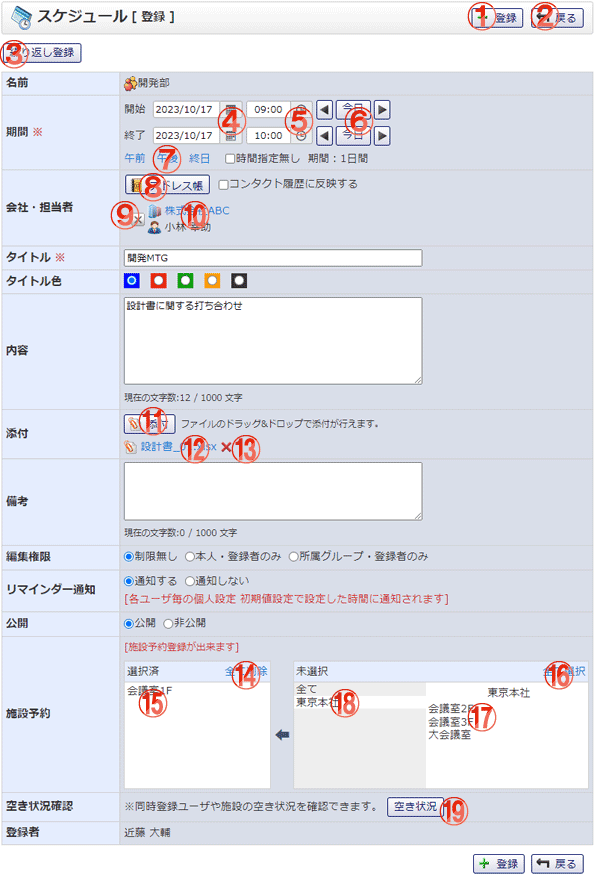 スケジュール [ 登録 ]
① 登録 ② 戻る
③ り返し登録
名前 開発部
期間 ※ 開始 2023/10/17 ④ 09:00 ⑤ 今日 ⑥
終了 2023/10/17 10:00 今日
午前 午後 ⑦ 終日 時間指定無し 期間：1日間
会社・担当者 ⑧ ドレス帳 コンタクト履歴に反映する
⑨ 株式会社ABC ⑩
小林 幸助
タイトル ※ 開発MTG
タイトル色
内容 設計書に関する打ち合わせ
現在の文字数:12 / 1000 文字
添付 ⑪ 添付 ファイルのドラッグ&ドロップで添付が行えます。
設計書_ ⑫ .xlsx ⑬
備考
現在の文字数:0 / 1000 文字
編集権限 制限無し 本人・登録者のみ 所属グループ・登録者のみ
リマインダー通知 通知する 通知しない
[各ユーザ毎の個人設定 初期値設定で設定した時間に通知されます]
公開 公開 非公開
施設予約 [施設予約登録が出来ます]
選択済 全て削除 ⑭ 未選択 全て選択 ⑯
会議室1F ⑮ 全て 東京本社
東京本社 ⑱ 会議室2F ⑰
会議室3F
大会議室
空き状況確認 ※同時登録ユーザや施設の空き状況を確認できます。 空き状況 ⑲
登録者 近藤 大輔
登録 戻る